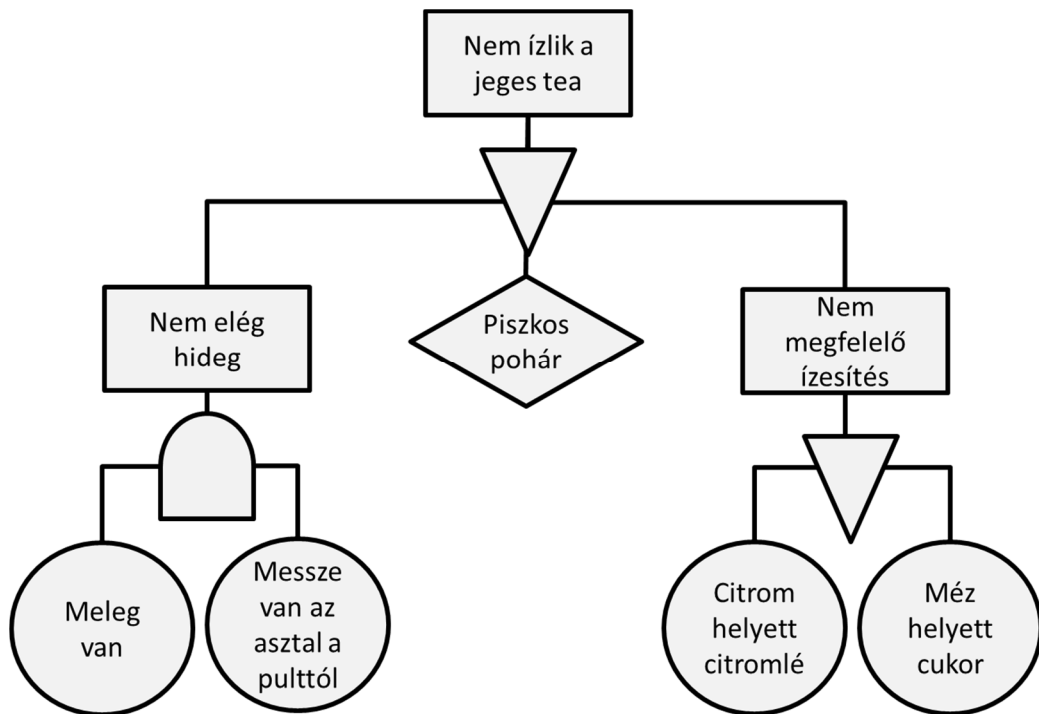 Nem ízlik a
jeges tea
Nem elég
hideg
Piszkos
pohár
Nem
megfelelő
ízesítés
Meleg
van
Messze
van az
asztal a
pulttól
Citrom
helyett
citromlé
Méz
helyett
cukor